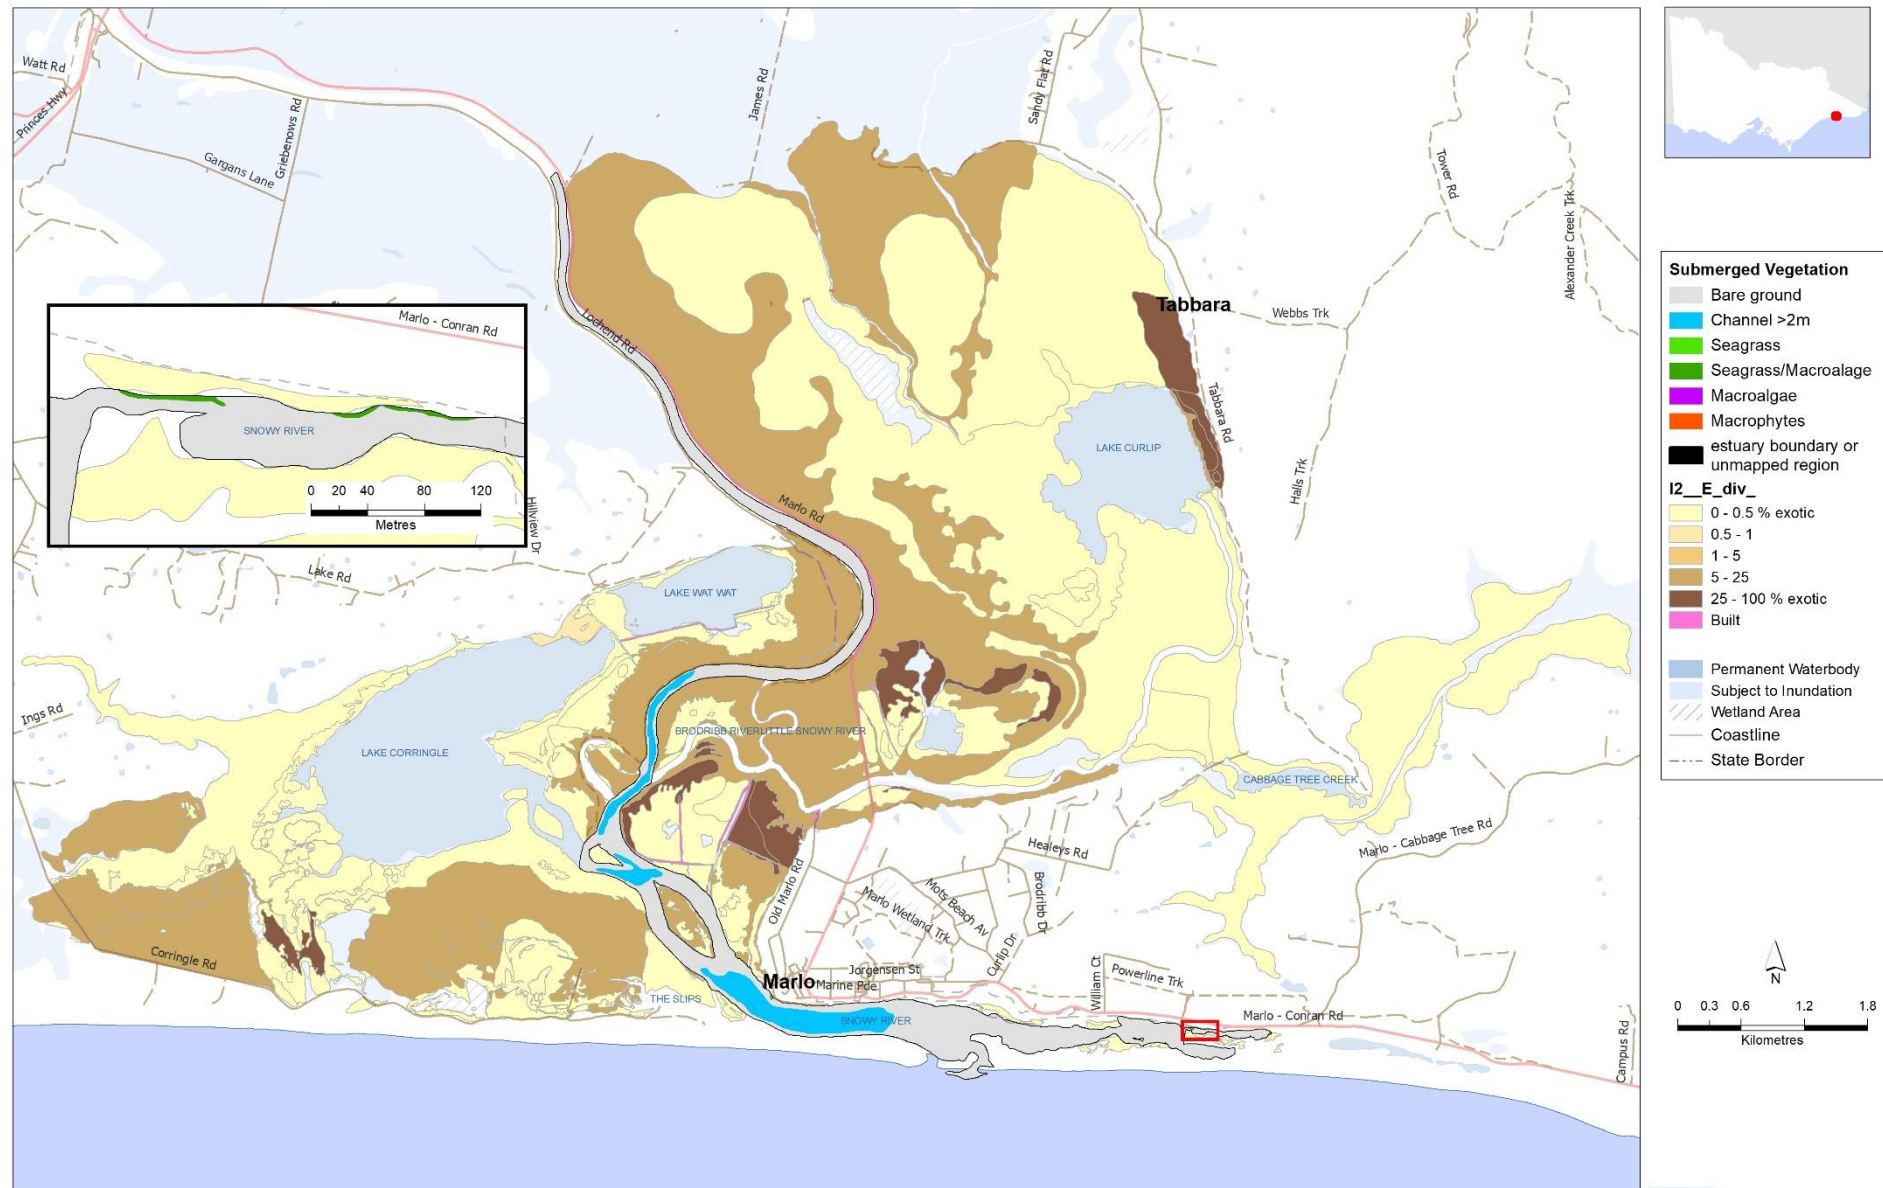 Watt Rd
Princes Hwy
Griebenows Rd
Gargans Lane
James Rd
Sandy Flat Rd
Tower Rd
Alexander Creek Trk
Tabbara
Webbs Trk
Lochend Rd
Marlo - Conran Rd
SNOWY RIVER
0 20 40 80 120
Metres
Hillview Dr
Tabbara Rd
LAKE CURLIP
Halls Trk
Marlo Rd
Lake Rd
LAKE WAT WAT
Ings Rd
LAKE CORRINGLE
BRODRIBB RIVERLITTLE SNOWY RIVER
CABBAGE TREE CREEK
Marlo - Cabbage Tree Rd
Healeys Rd
Old Marlo Rd
Marlo Wetland Trk
Mots Beach Av
Brodribb Dr
Curlip Dr
Corringle Rd
Marlo
Jorgensen St
Marine Pde
William Ct
Powerline Trk
THE SLIPS
SNOWY RIVER
Marlo - Conran Rd
Campus Rd
Submerged Vegetation
Bare ground
Channel >2m
Seagrass
Seagrass/Macroalage
Macroalgae
Macrophytes
estuary boundary or
unmapped region
I2__E_div_
0 - 0.5 % exotic
0.5 - 1
1 - 5
5 - 25
25 - 100 % exotic
Built
Permanent Waterbody
Subject to Inundation
Wetland Area
Coastline
State Border
N
0 0.3 0.6 1.2 1.8
Kilometres